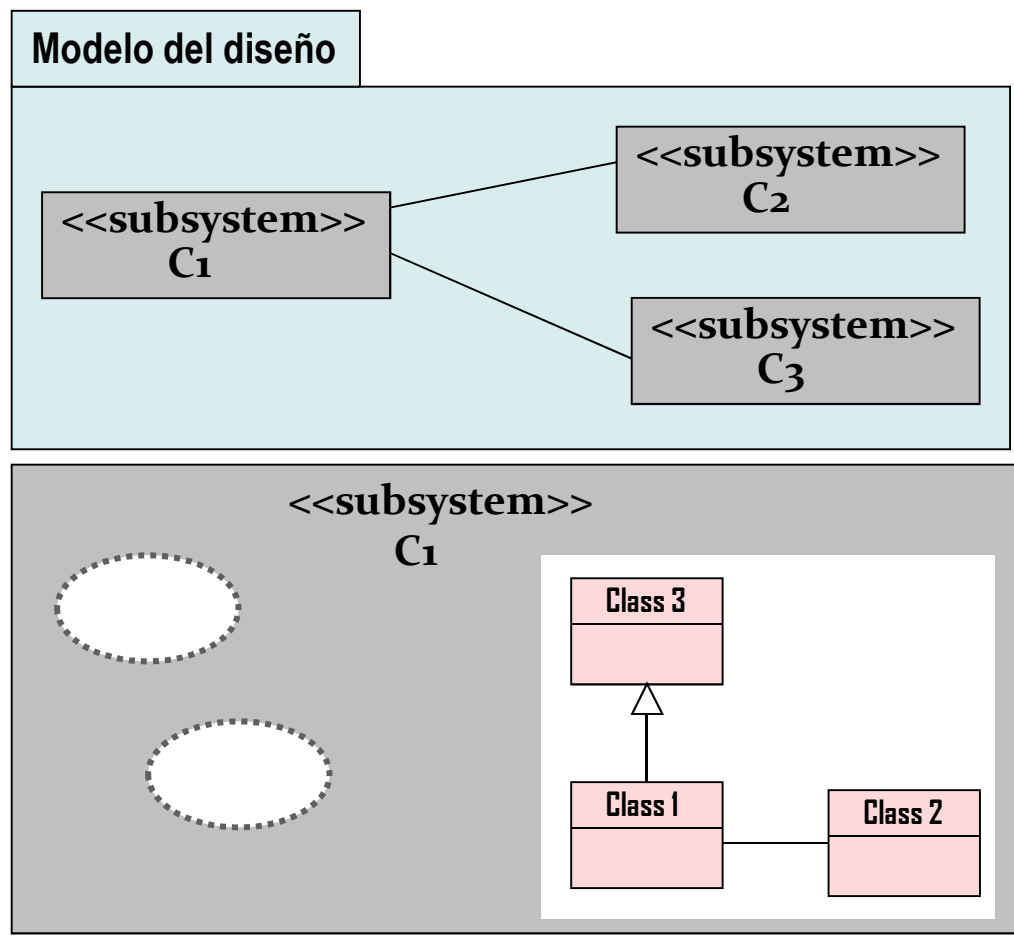 Modelo del diseño
<<subsystem>>
C1
<<subsystem>>
C2
<<subsystem>>
C3
<<subsystem>>
C1
Class 3
Class 1
Class 2